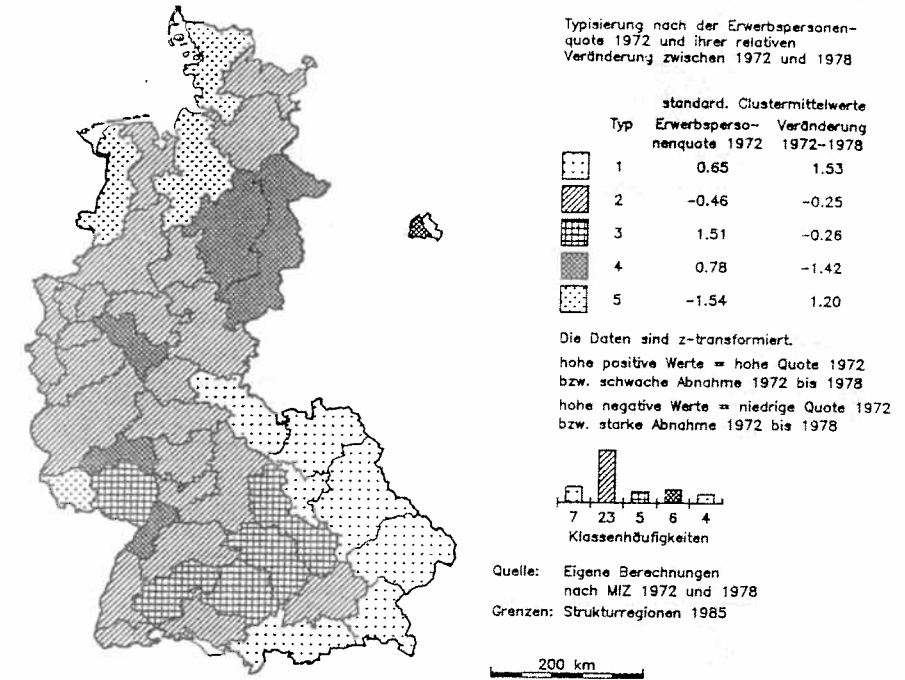 Typisierung nach der Erwerbspersonen-
quote 1972 und ihrer relativen
Veränderung zwischen 1972 und 1978
standard. Clustermittelwerte
Typ Erwerbsperso- Veränderung
nenquote 1972 1972-1978
1 0.65 1.53
2 -0.46 -0.25
3 1.51 -0.26
4 0.78 -1.42
5 -1.54 1.20
Die Daten sind z-transformiert.
hohe positive Werte = hohe Quote 1972
bzw. schwache Abnahme 1972 bis 1978
hohe negative Werte = niedrige Quote 1972
bzw. starke Abnahme 1972 bis 1978
7 23 5 6 4
Klassenhäufigkeiten
Quelle: Eigene Berechnungen
nach MIZ 1972 und 1978
Grenzen: Strukturregionen 1985
200 km